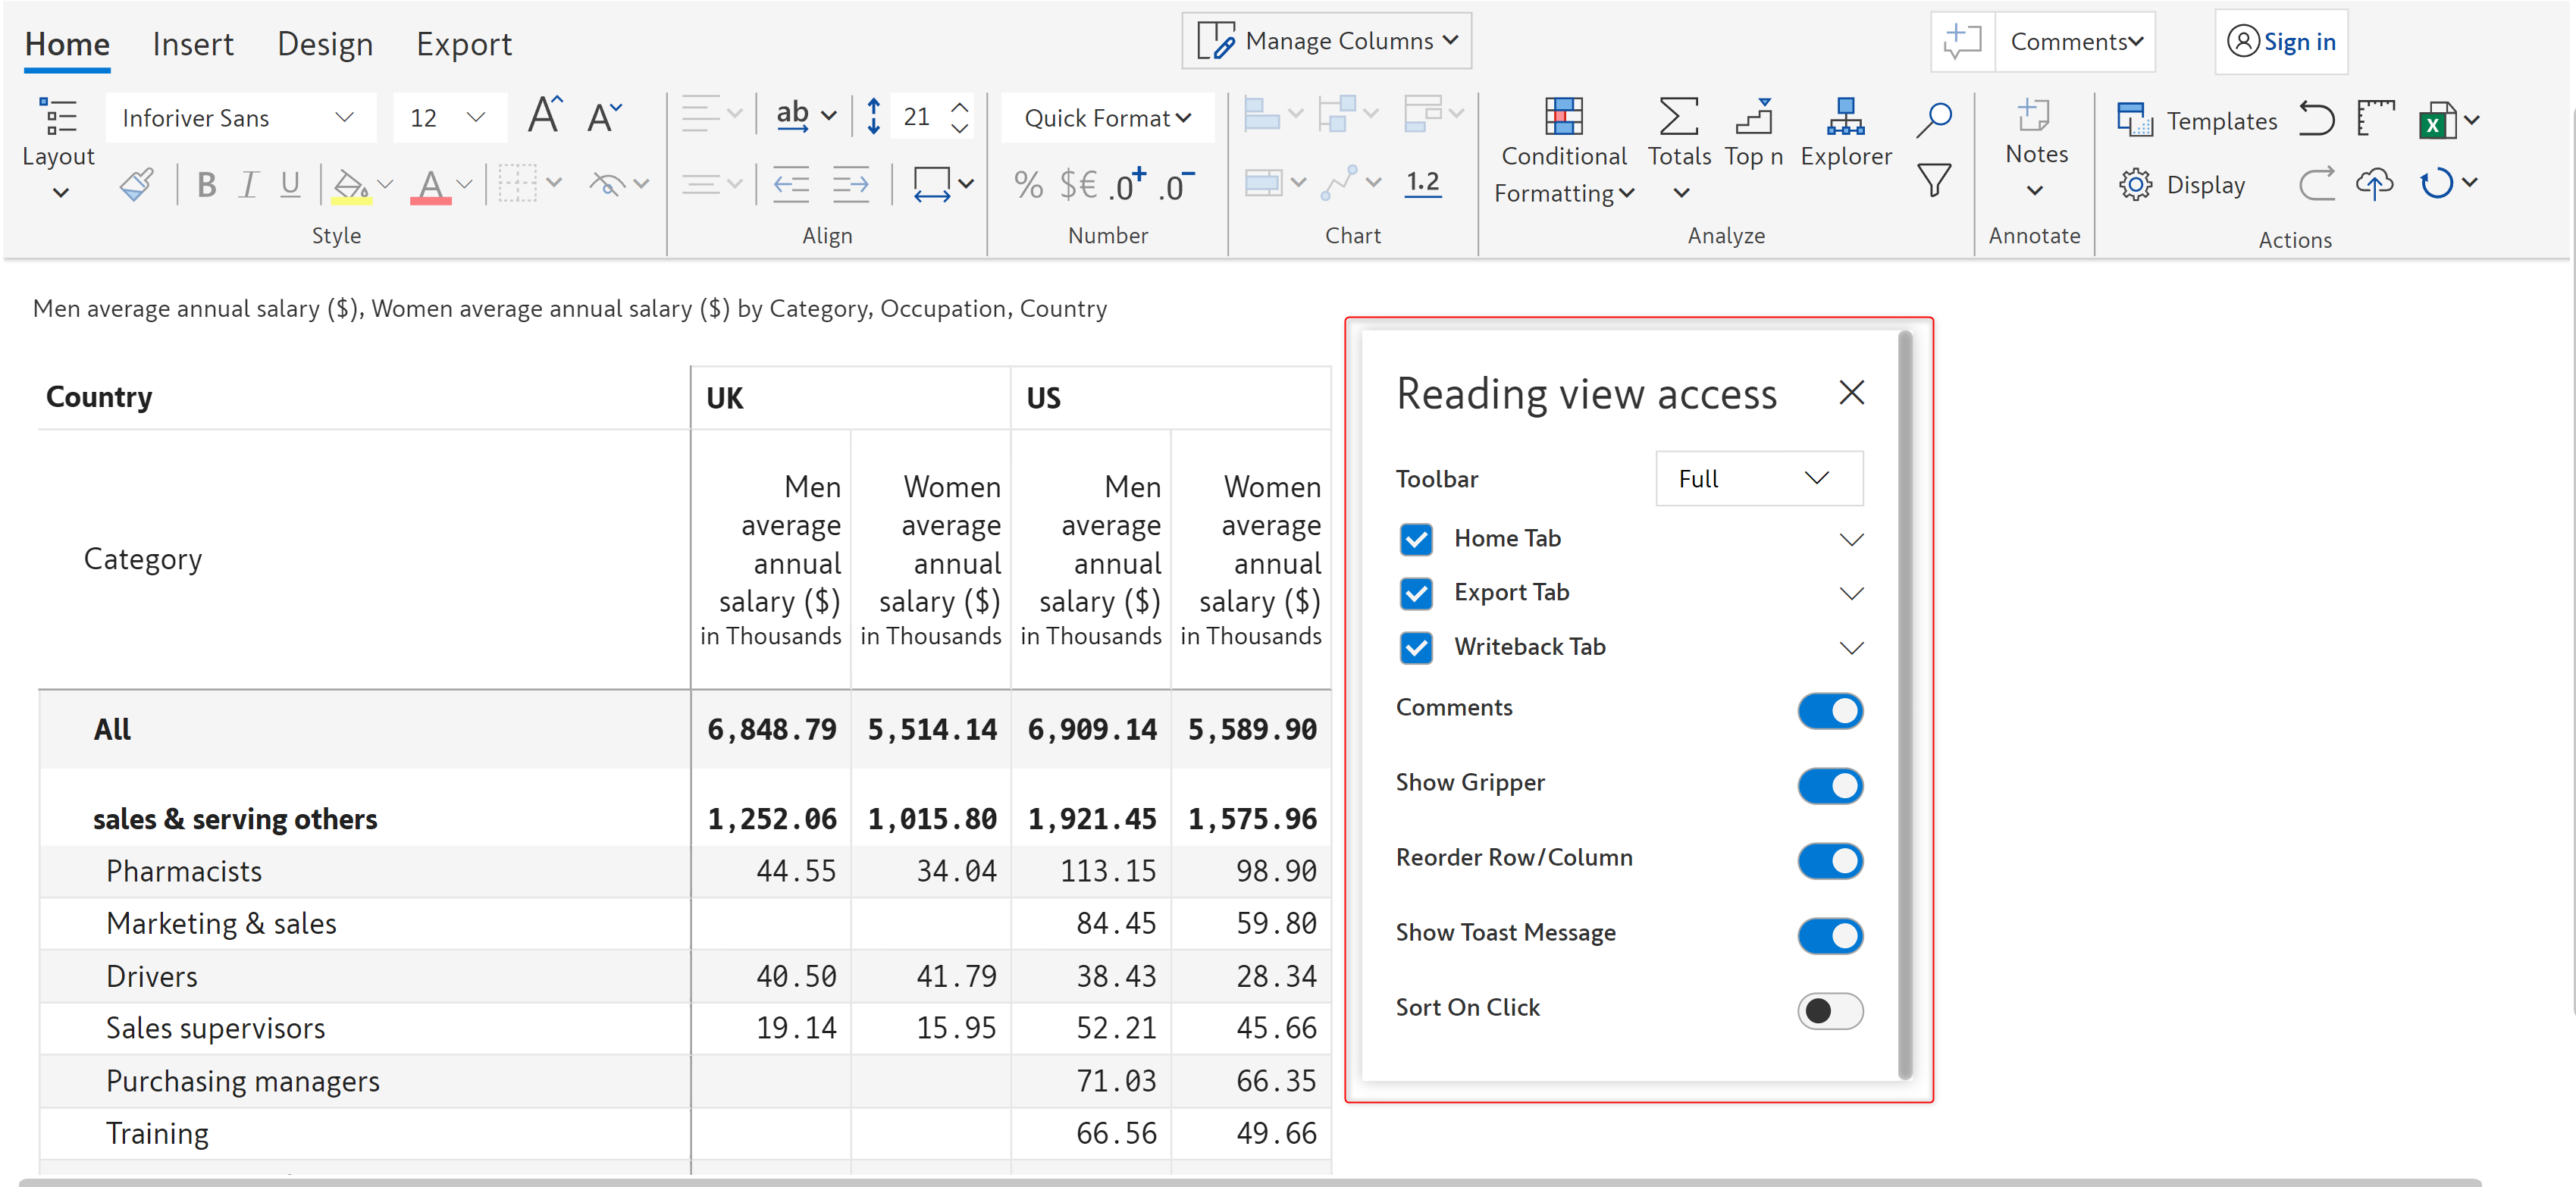 Home Insert Design Export
Manage Columns
Comments
Sign in
Layout
Inforiver Sans
12
A A
ab
21
Quick Format
Conditional
Formatting
Totals
Top n
Explorer
Notes
Templates
X
B I U
A
% $€ .0+ .0-
1.2
Display
Style
Align
Number
Chart
Analyze
Annotate
Actions
Men average annual salary ($), Women average annual salary ($) by Category, Occupation, Country
Country UK US
Category
Men average annual salary ($) in Thousands
Women average annual salary ($) in Thousands
Men average annual salary ($) in Thousands
Women average annual salary ($) in Thousands
All 6,848.79 5,514.14 6,909.14 5,589.90
sales & serving others 1,252.06 1,015.80 1,921.45 1,575.96
Pharmacists 44.55 34.04 113.15 98.90
Marketing & sales 84.45 59.80
Drivers 40.50 41.79 38.43 28.34
Sales supervisors 19.14 15.95 52.21 45.66
Purchasing managers 71.03 66.35
Training 66.56 49.66
Reading view access
Toolbar Full
Home Tab
Export Tab
Writeback Tab
Comments
Show Gripper
Reorder Row/Column
Show Toast Message
Sort On Click